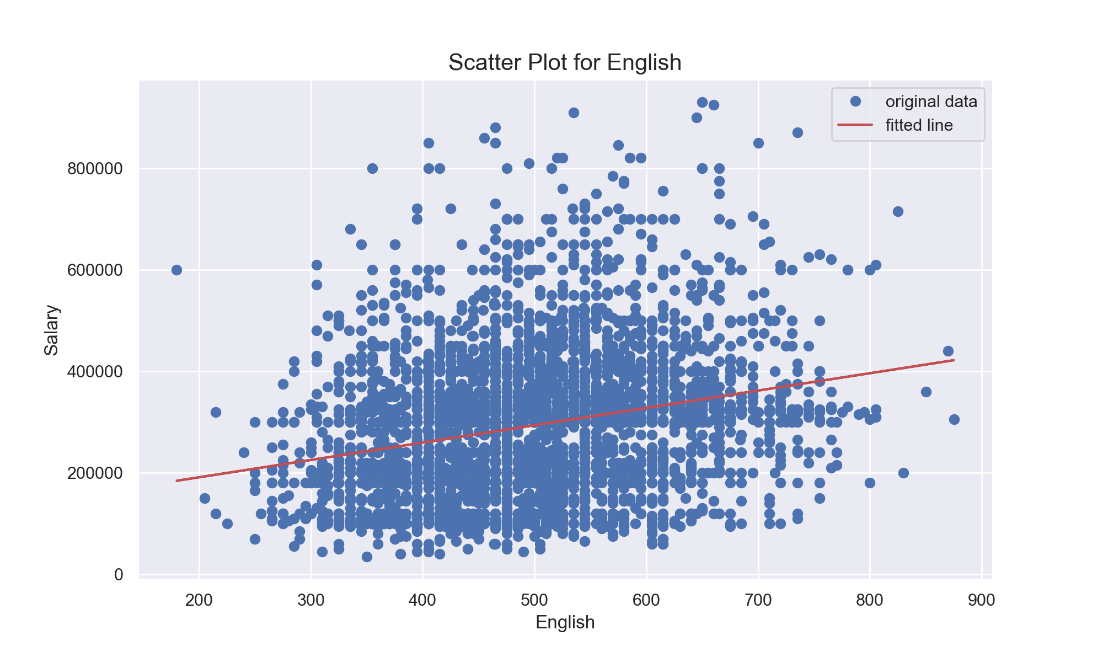 Scatter Plot for English
original data
fitted line
800000
600000
400000
200000
0
Salary
200 300 400 500 600 700 800 900
English